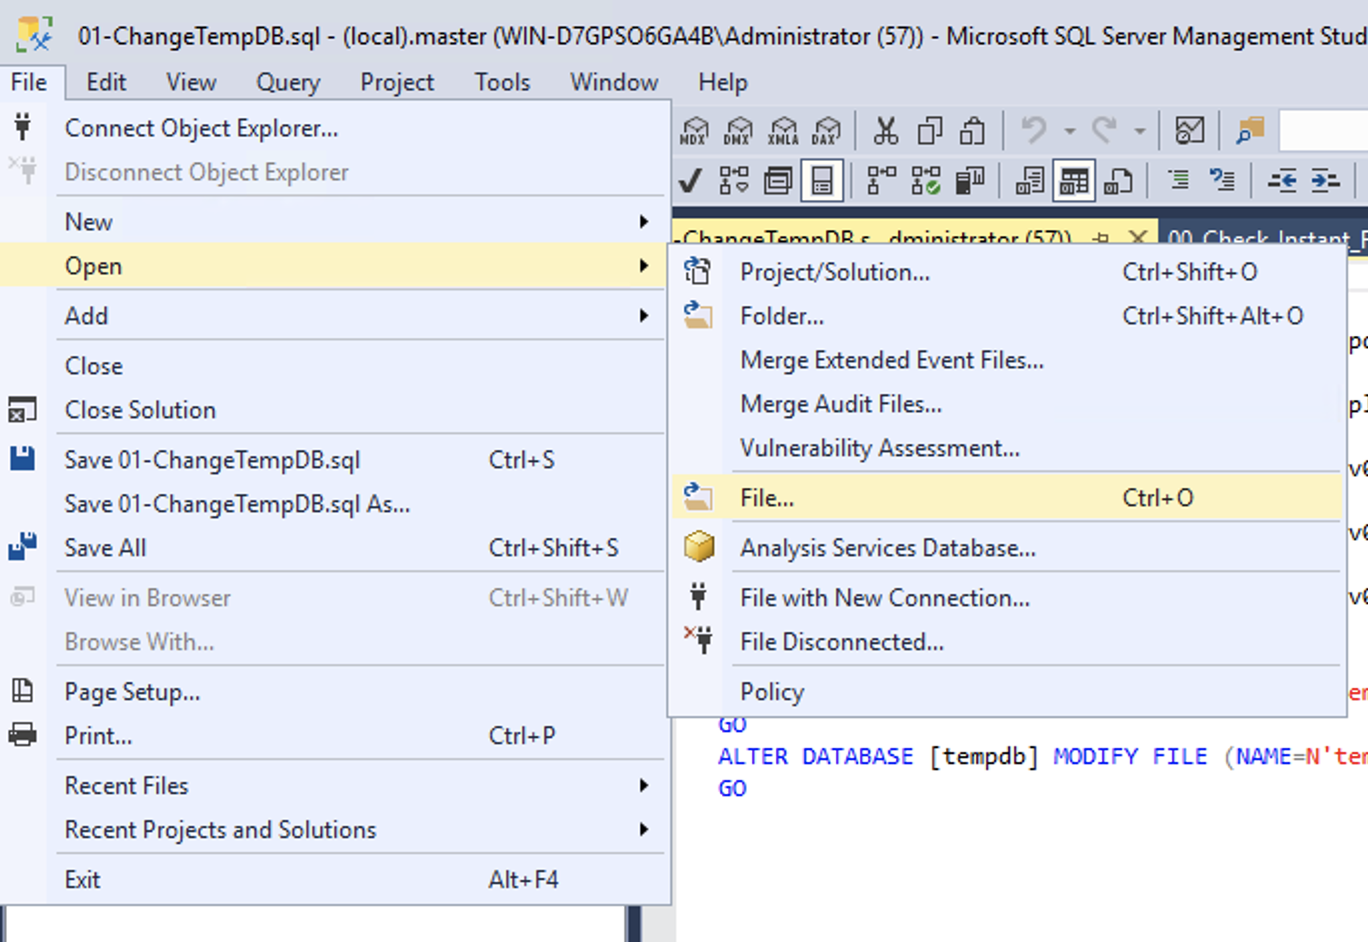 01-ChangeTempDB.sql - (local).master (WIN-D7GPSO6GA4B\Administrator (57)) - Microsoft SQL Server Management Stud
File Edit View Query Project Tools Window Help
Connect Object Explorer...
Disconnect Object Explorer
New
Open
Add
Close
Close Solution
Save 01-ChangeTempDB.sql Ctrl+S
Save 01-ChangeTempDB.sql As...
Save All Ctrl+Shift+S
View in Browser Ctrl+Shift+W
Browse With...
Page Setup...
Print... Ctrl+P
Recent Files
Recent Projects and Solutions
Exit Alt+F4
MDX DMX XMLA DAX
-ChangeTempDB.s...dministrator (57)) 00_Check_Instant_F
Project/Solution... Ctrl+Shift+O
Folder... Ctrl+Shift+Alt+O
Merge Extended Event Files...
Merge Audit Files...
Vulnerability Assessment...
File... Ctrl+O
Analysis Services Database...
File with New Connection...
File Disconnected...
Policy
GO
ALTER DATABASE [tempdb] MODIFY FILE (NAME=N'tem
GO